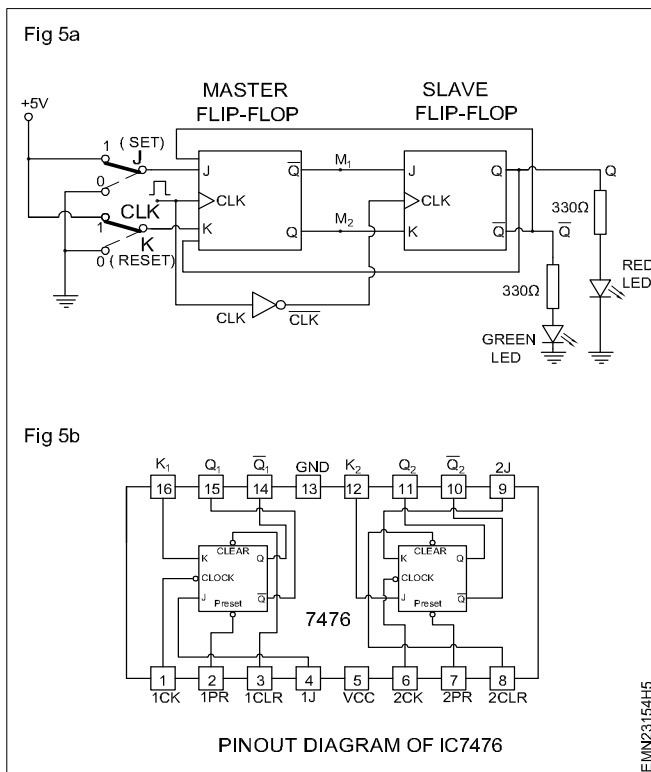 Fig 5a
MASTER
FLIP-FLOP
SLAVE
FLIP-FLOP
+5V
1 ( SET)
J
0
CLK
1
K
0 ( RESET)
J
Q̅
CLK
K
Q
M1
M2
J
Q
CLK
K
Q̅
Q
Q̅
330Ω
330Ω
RED
LED
GREEN
LED
CLK
C̅L̅K̅
Fig 5b
K1
Q1
Q̅1
GND
K2
Q2
Q̅2
2J
16
15
14
13
12
11
10
9
CLEAR
K
Q
CLOCK
J
Q̅
Preset
7476
CLEAR
K
Q
CLOCK
J
Q̅
Preset
1
2
3
4
5
6
7
8
1CK
1PR
1CLR
1J
VCC
2CK
2PR
2CLR
PINOUT DIAGRAM OF IC7476
EMN23154H5